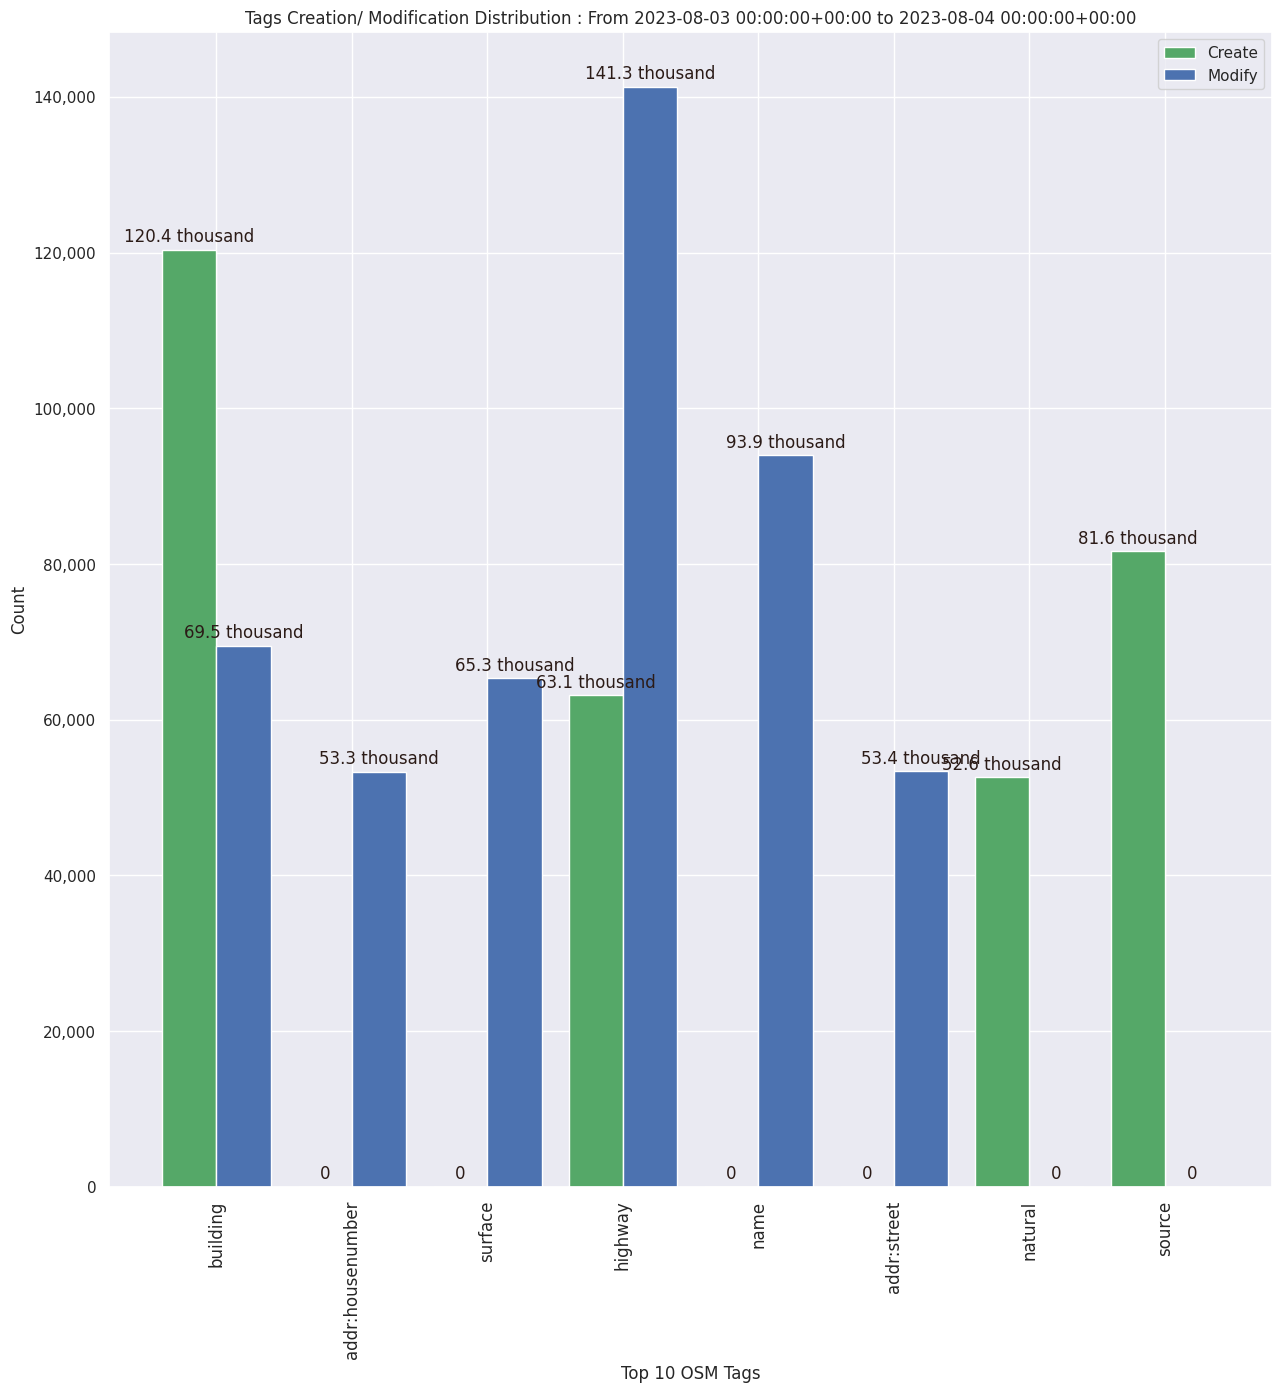 Tags Creation/ Modification Distribution : From 2023-08-03 00:00:00+00:00 to 2023-08-04 00:00:00+00:00
Create
Modify
Count
140,000
120,000
100,000
80,000
60,000
40,000
20,000
0
120.4 thousand
69.5 thousand
0
53.3 thousand
0
65.3 thousand
63.1 thousand
141.3 thousand
0
93.9 thousand
0
53.4 thousand
52.6 thousand
0
81.6 thousand
0
building
addr:housenumber
surface
highway
name
addr:street
natural
source
Top 10 OSM Tags